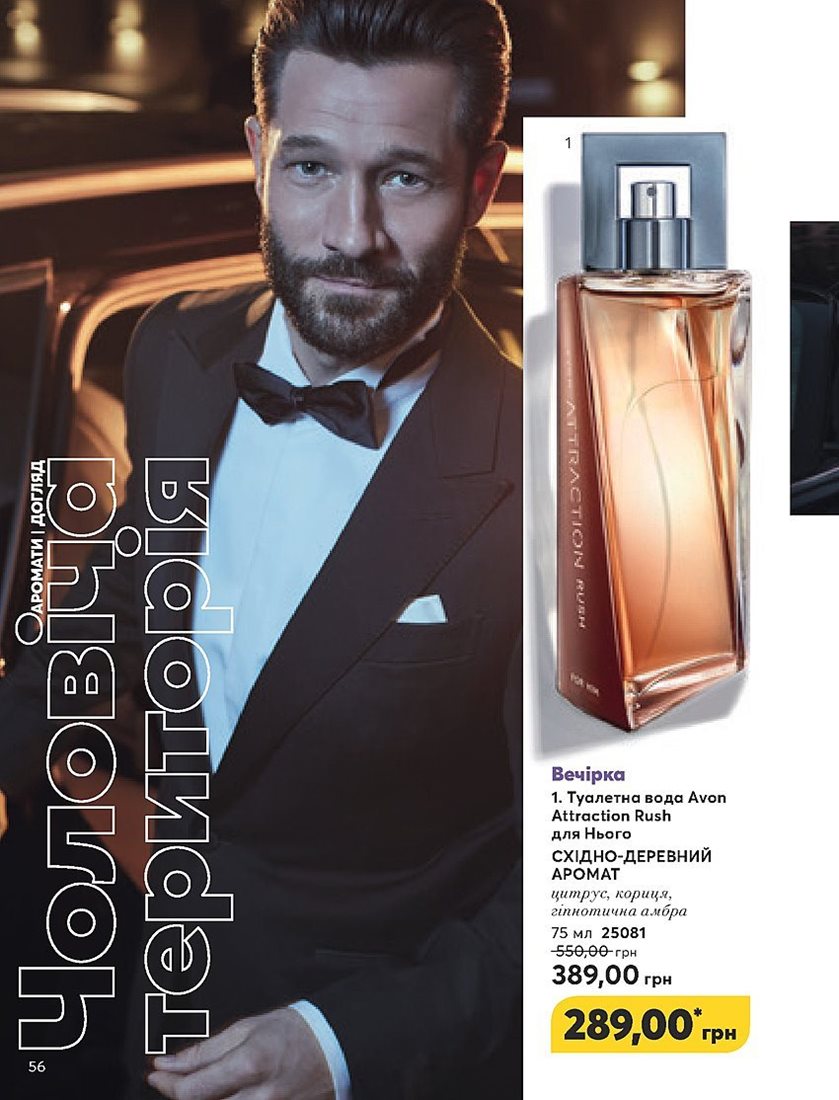 АРОМАТИ | ДОГЛЯД
Чоловіча
територія
1
ATTRACTION RUSH
FOR HIM
Вечірка
1. Туалетна вода Avon
Attraction Rush
для Нього
СХІДНО-ДЕРЕВНИЙ
АРОМАТ
цитрус, кориця,
гіпнотична амбра
75 мл 25081
550,00 грн
389,00 грн
289,00* грн
56